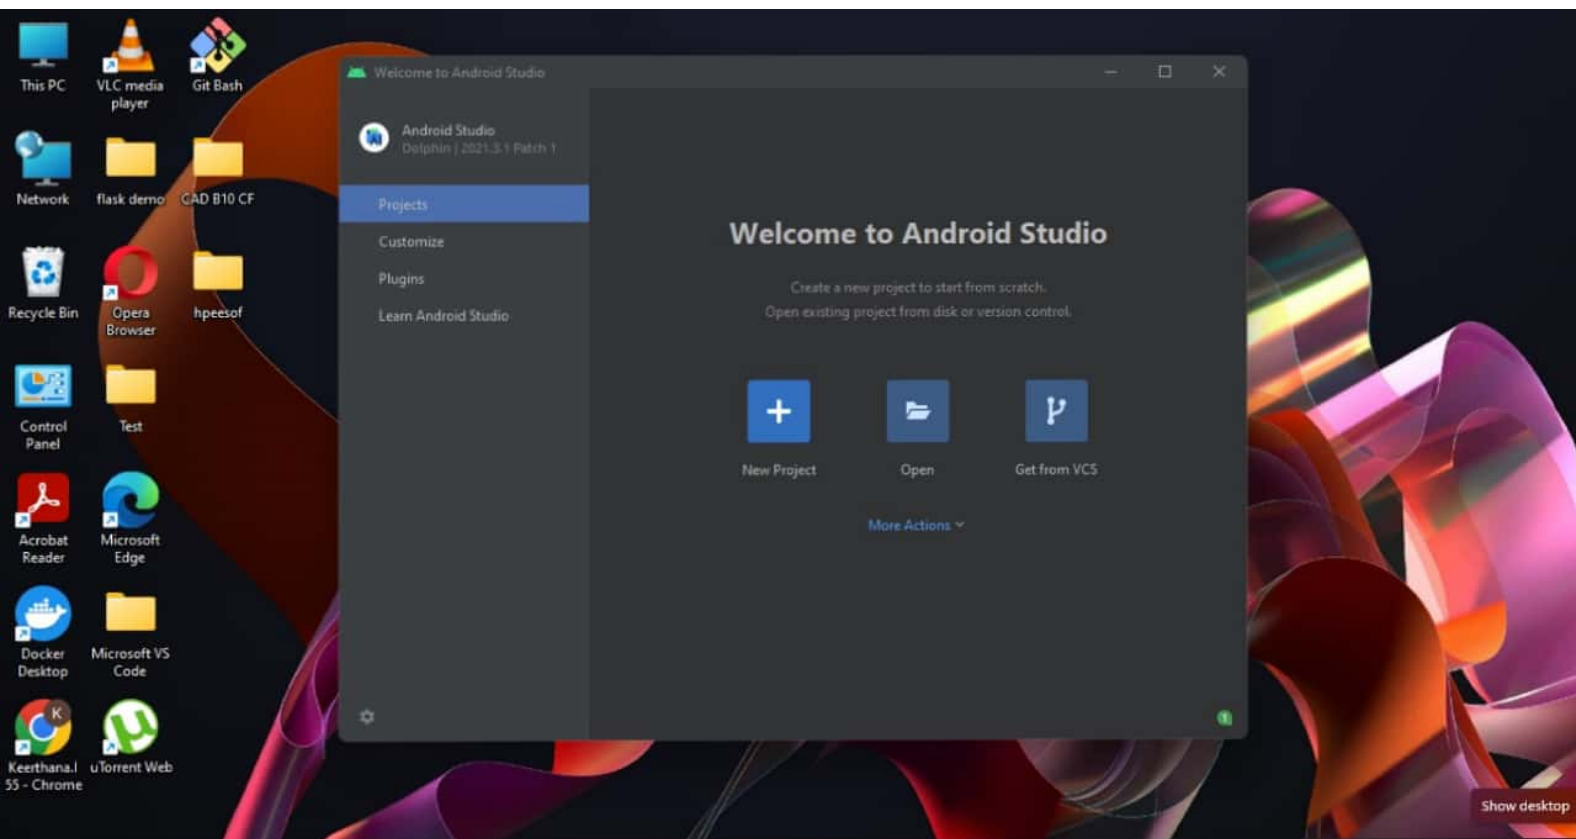 This PC
VLC media
player
Git Bash
Network
flask demo
CAD B10 CF
Recycle Bin
Opera
Browser
hpeesof
Control
Panel
Test
Acrobat
Reader
Microsoft
Edge
Docker
Desktop
Microsoft VS
Code
K
Keerthana.l
55 - Chrome
uTorrent Web
Welcome to Android Studio
Android Studio
Dolphin | 2021.3.1 Patch 1
Projects
Customize
Plugins
Learn Android Studio
Welcome to Android Studio
Create a new project to start from scratch.
Open existing project from disk or version control.
New Project
Open
Get from VCS
More Actions
1
Show desktop